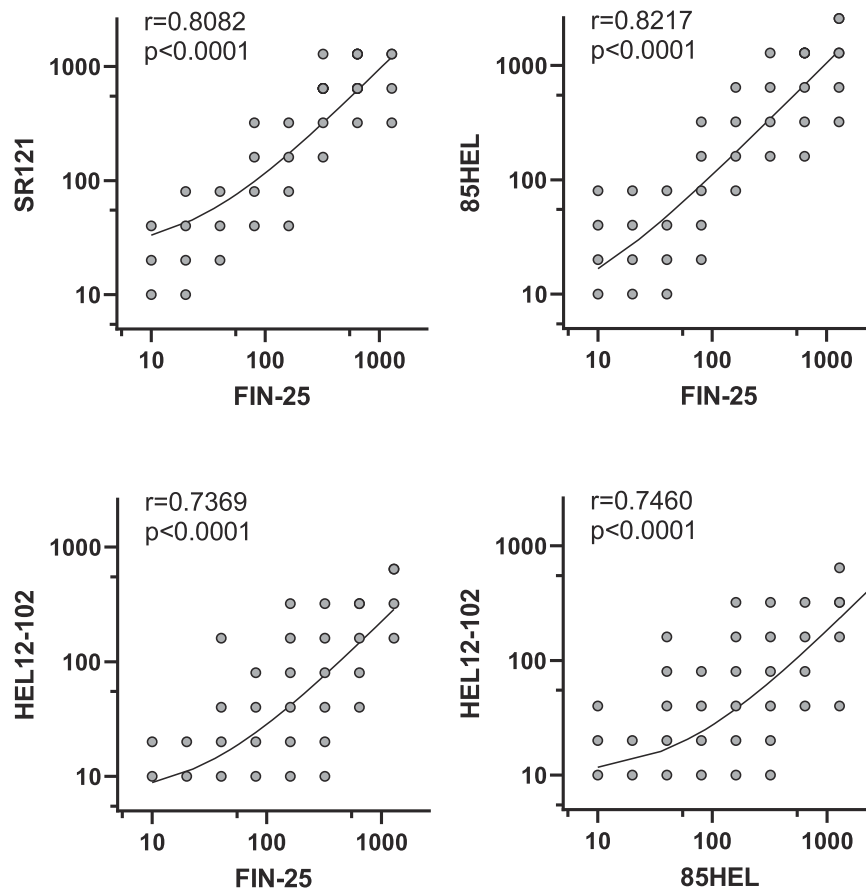 r=0.8082
p<0.0001
1000
100
10
SR121
10 100 1000
FIN-25
r=0.8217
p<0.0001
1000
100
10
85HEL
10 100 1000
FIN-25
r=0.7369
p<0.0001
1000
100
10
HEL12-102
10 100 1000
FIN-25
r=0.7460
p<0.0001
1000
100
10
HEL12-102
10 100 1000
85HEL